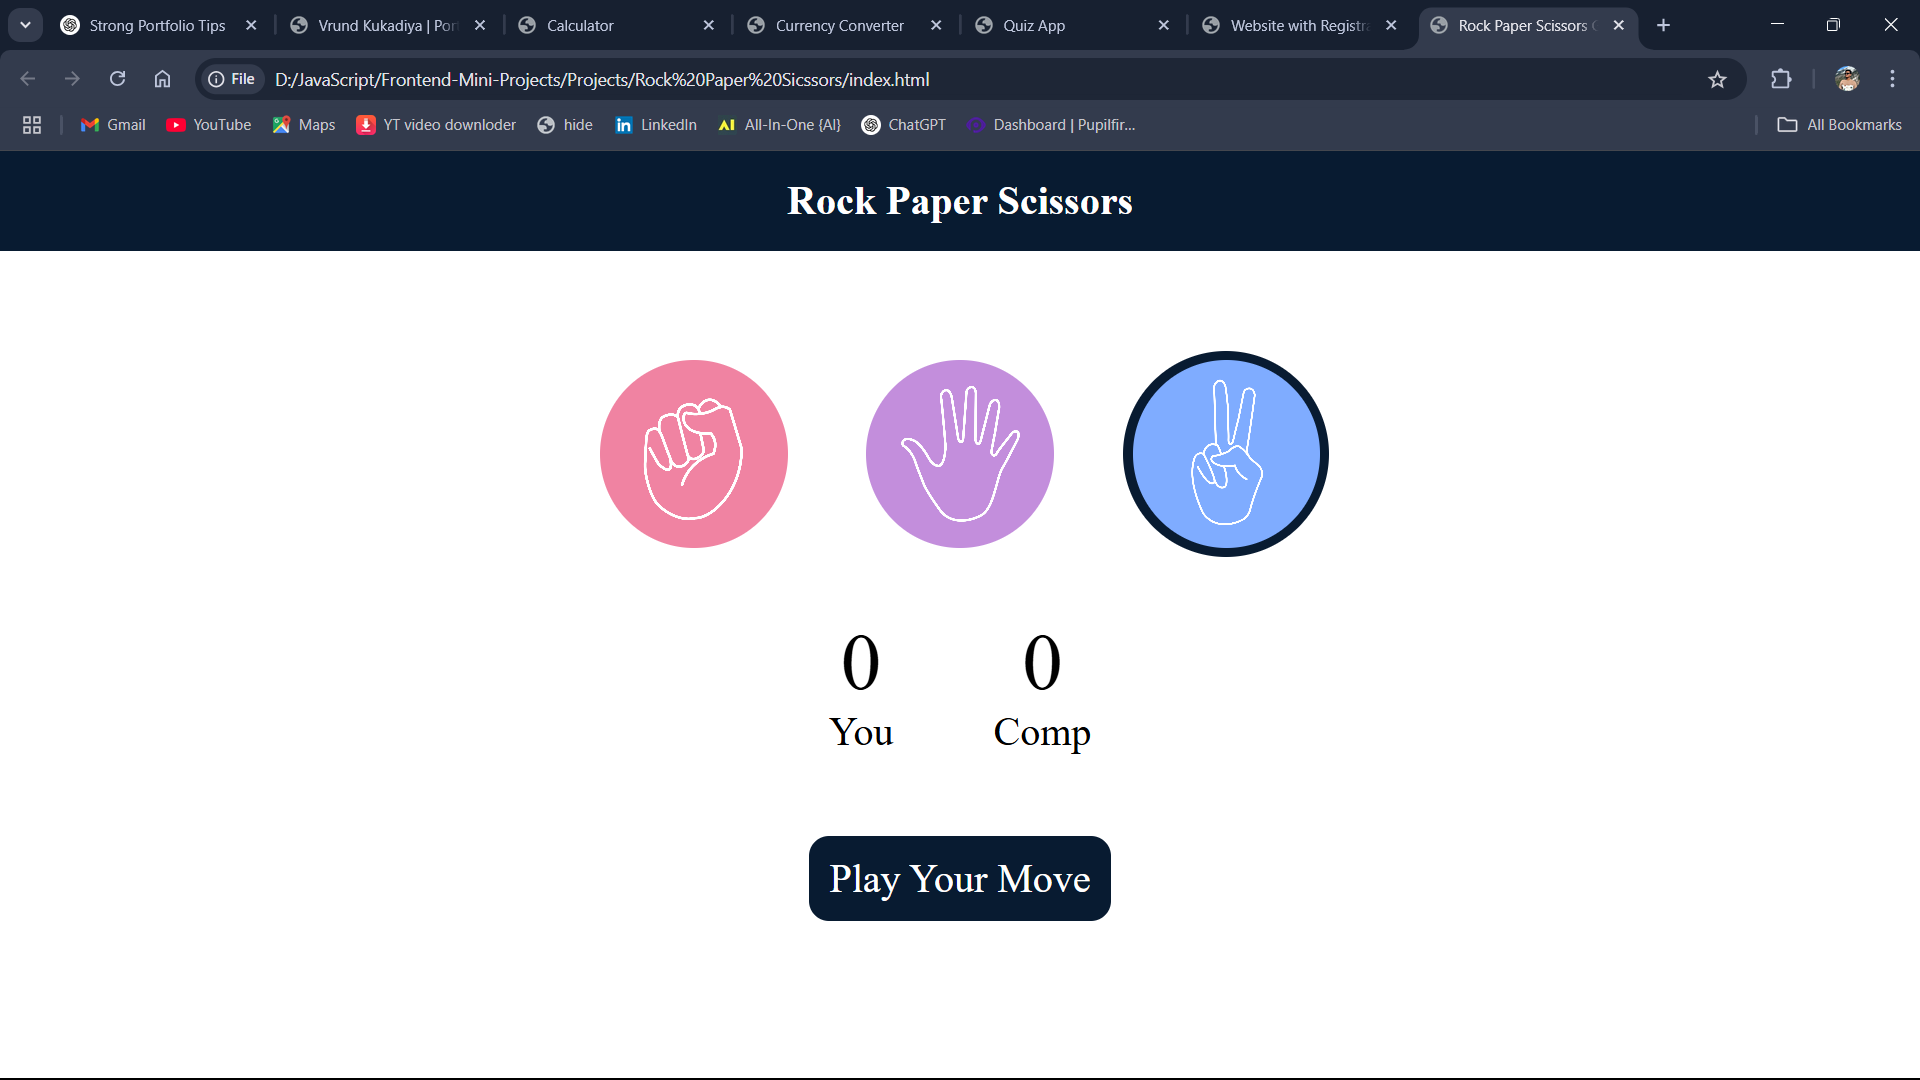 Strong Portfolio Tips
Vrund Kukadiya | Por
Calculator
Currency Converter
Quiz App
Website with Registra
Rock Paper Scissors
File
D:/JavaScript/Frontend-Mini-Projects/Projects/Rock%20Paper%20Sicssors/index.html
Gmail
YouTube
Maps
YT video downloder
hide
LinkedIn
All-In-One {AI}
ChatGPT
Dashboard | Pupilfir...
All Bookmarks
Rock Paper Scissors
0 0
You Comp
Play Your Move